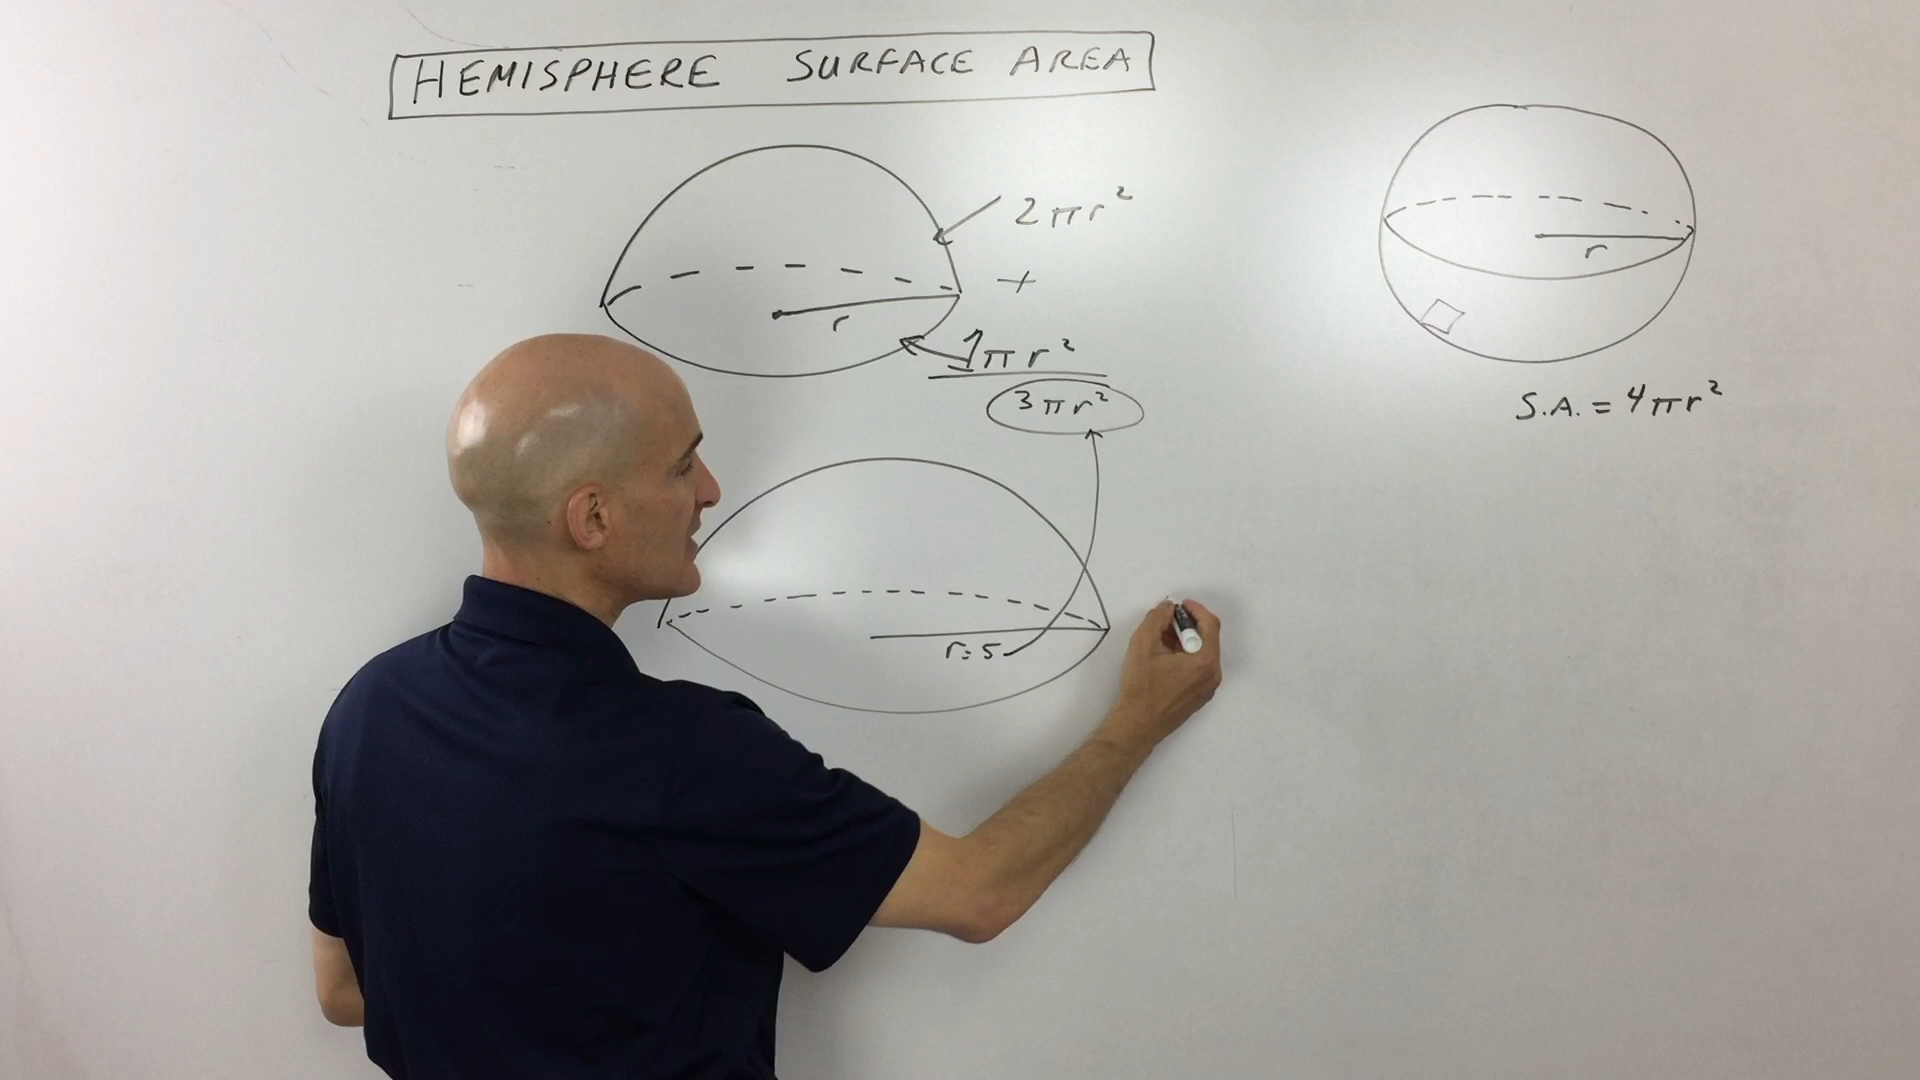 HEMISPHERE SURFACE AREA
2πr²
+
1πr²
3πr²
r
r
S.A. = 4πr²
r=5